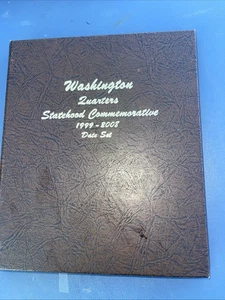 Washington
Quarters
Statehood Commemorative
1999-2008
Date Set